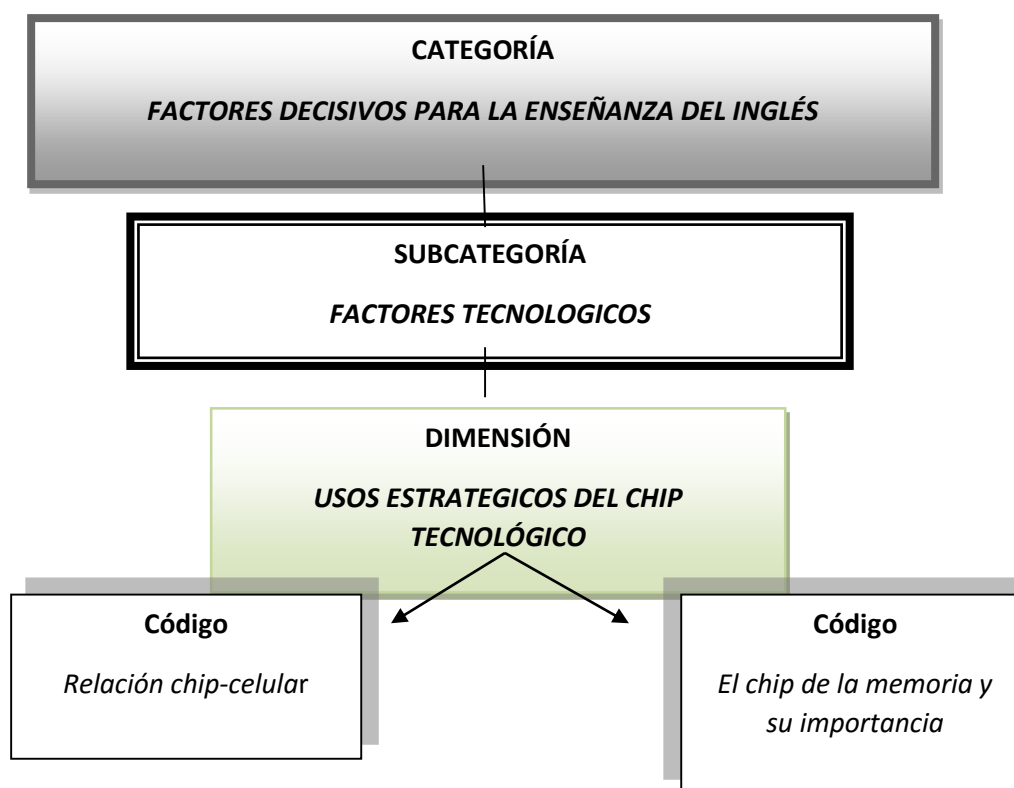 CATEGORÍA
FACTORES DECISIVOS PARA LA ENSEÑANZA DEL INGLÉS
SUBCATEGORÍA
FACTORES TECNOLOGICOS
DIMENSIÓN
USOS ESTRATEGICOS DEL CHIP
TECNOLÓGICO
Código
Relación chip-celular
Código
El chip de la memoria y
su importancia